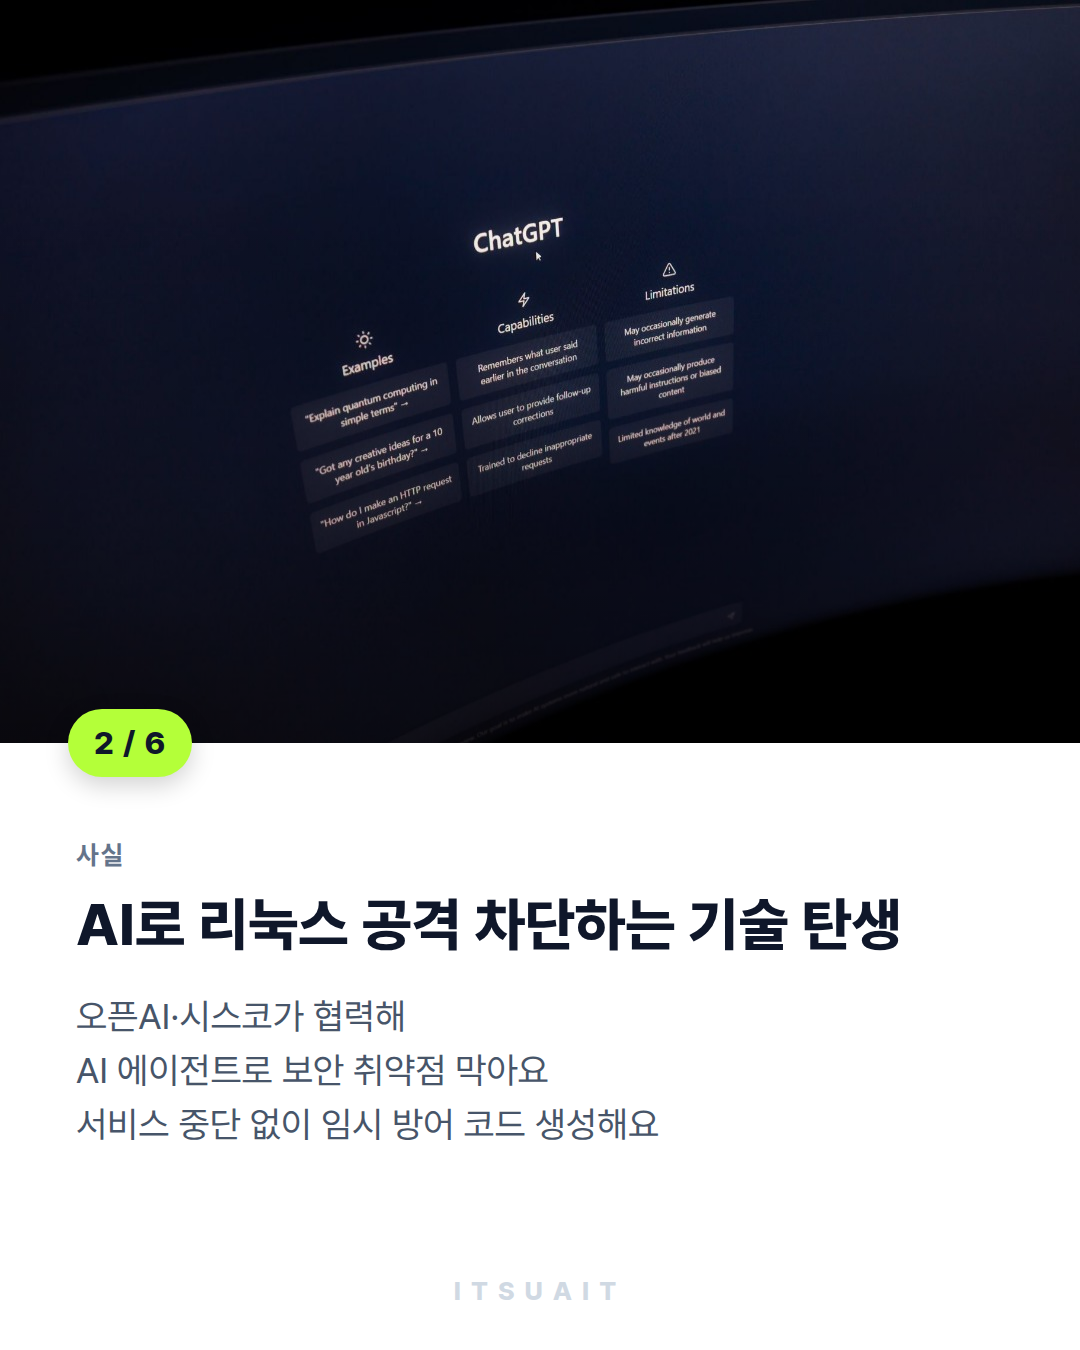 ChatGPT
Examples
"Explain quantum computing in
simple terms" →
"Got any creative ideas for a 10
year old's birthday?" →
"How do I make an HTTP request
in Javascript?" →
Capabilities
Remembers what user said
earlier in the conversation
Allows user to provide follow-up
corrections
Trained to decline inappropriate
requests
Limitations
May occasionally generate
incorrect information
May occasionally produce
harmful instructions or biased
content
Limited knowledge of world and
events after 2021
2 / 6
사실
AI로 리눅스 공격 차단하는 기술 탄생
오픈AI·시스코가 협력해
AI 에이전트로 보안 취약점 막아요
서비스 중단 없이 임시 방어 코드 생성해요
ITSUAIT